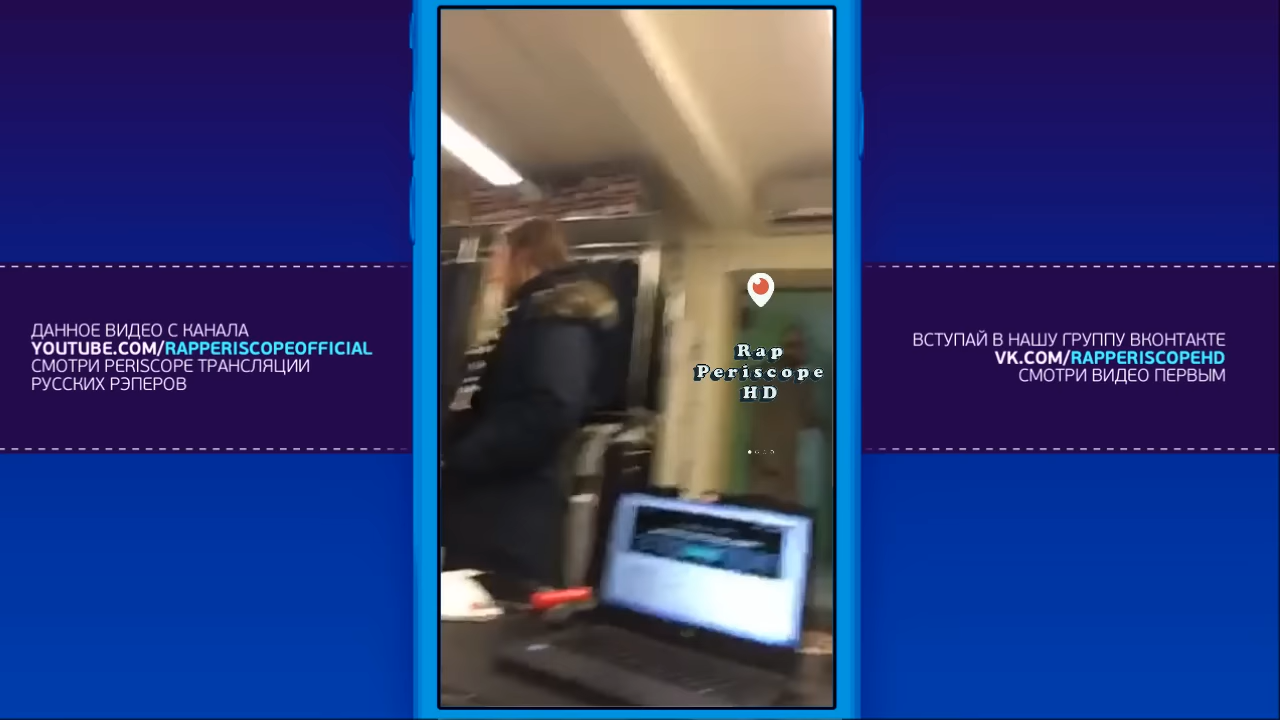 ДАННОЕ ВИДЕО С КАНАЛА
YOUTUBE.COM/RAPPERISCOPEOFFICIAL
СМОТРИ PERISCOPE ТРАНСЛЯЦИИ
РУССКИХ РЭПЕРОВ
Rap
Periscope
HD
ВСТУПАЙ В НАШУ ГРУППУ ВКОНТАКТЕ
VK.COM/RAPPERISCOPEHD
СМОТРИ ВИДЕО ПЕРВЫМ